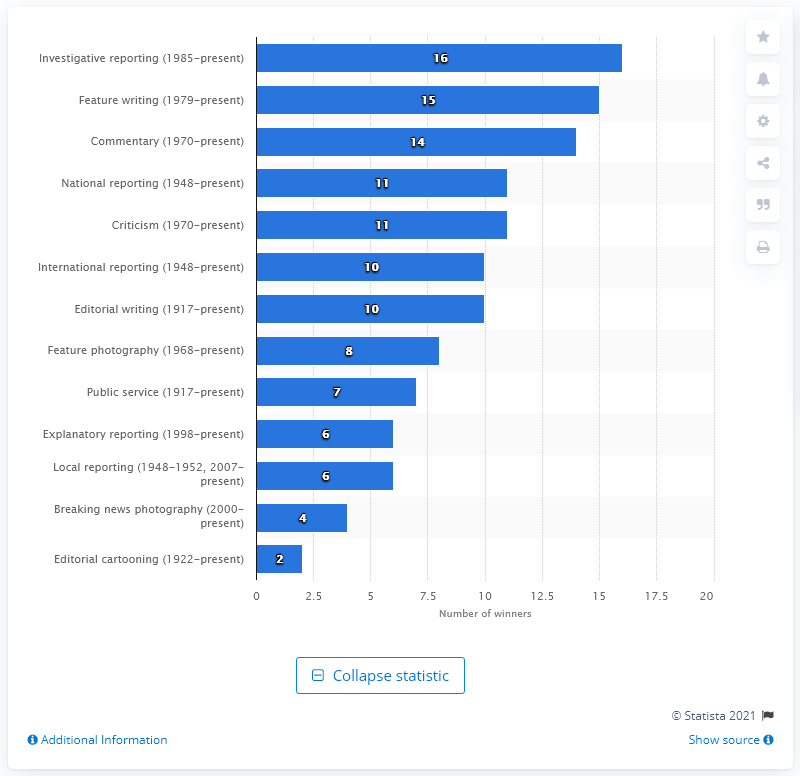 Investigative reporting (1985-present) 16
Feature writing (1979-present) 15
Commentary (1970-present) 14
National reporting (1948-present) 11
Criticism (1970-present) 11
International reporting (1948-present) 10
Editorial writing (1917-present) 10
Feature photography (1968-present) 8
Public service (1917-present) 7
Explanatory reporting (1998-present) 6
Local reporting (1948-1952, 2007-
present) 6
Breaking news photography (2000-
present) 4
Editorial cartooning (1922-present) 2
0 2.5 5 7.5 10 12.5 15 17.5 20
Number of winners
Collapse statistic
© Statista 2021
Additional Information
Show source